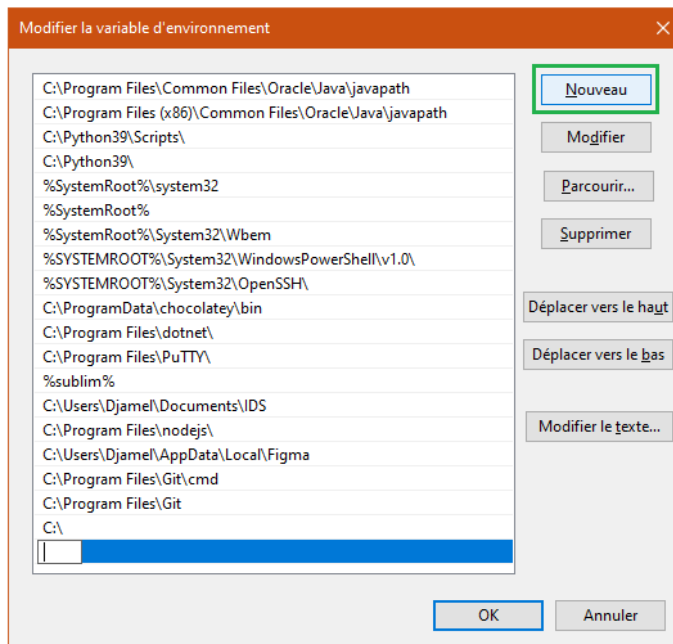 Modifier la variable d'environnement
C:\Program Files\Common Files\Oracle\Java\javapath
C:\Program Files (x86)\Common Files\Oracle\Java\javapath
C:\Python39\Scripts\
C:\Python39\
%SystemRoot%\system32
%SystemRoot%
%SystemRoot%\System32\Wbem
%SYSTEMROOT%\System32\WindowsPowerShell\v1.0\
%SYSTEMROOT%\System32\OpenSSH\
C:\ProgramData\chocolatey\bin
C:\Program Files\dotnet\
C:\Program Files\PuTTY\
%sublim%
C:\Users\Djamel\Documents\IDS
C:\Program Files\nodejs\
C:\Users\Djamel\AppData\Local\Figma
C:\Program Files\Git\cmd
C:\Program Files\Git
C:\
Nouveau
Modifier
Parcourir...
Supprimer
Déplacer vers le haut
Déplacer vers le bas
Modifier le texte...
OK
Annuler